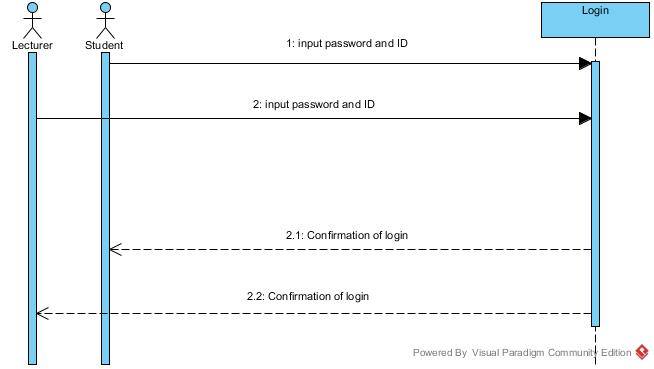 Login
Lecturer
Student
1: input password and ID
2: input password and ID
2.1: Confirmation of login
2.2: Confirmation of login
Powered By Visual Paradigm Community Edition